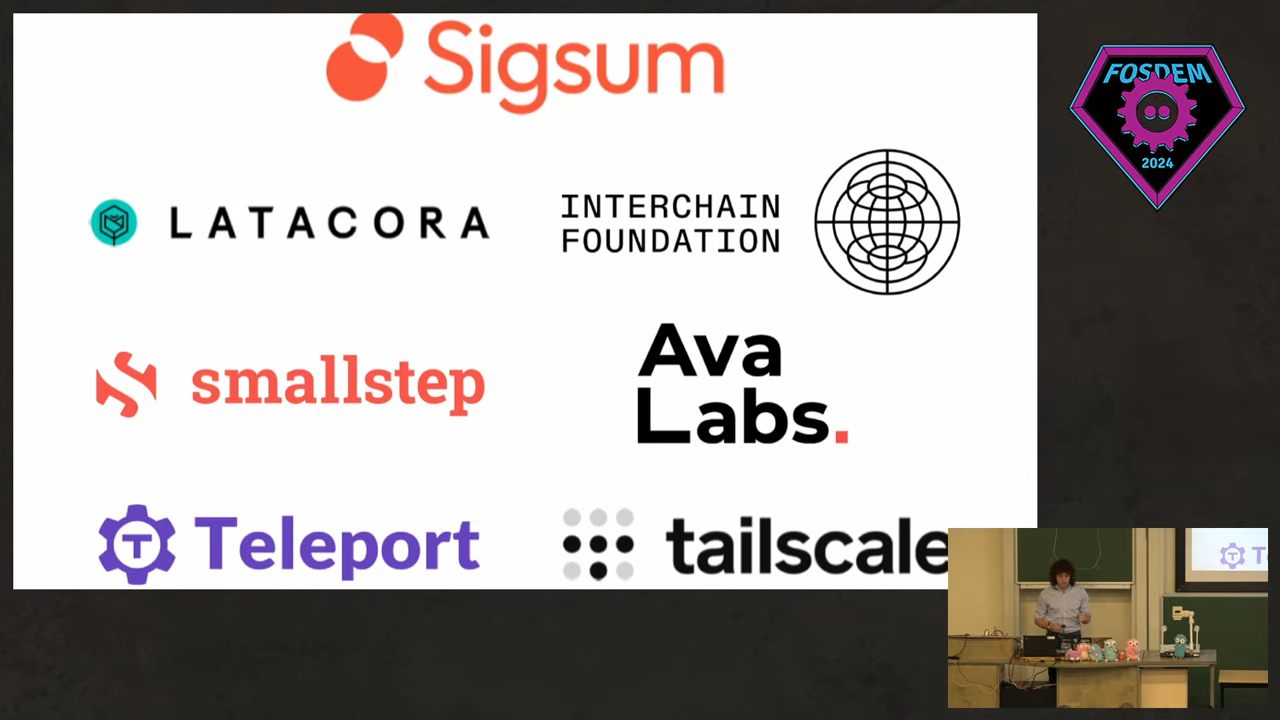 Sigsum
FOSDEM
2024
LATACORA
INTERCHAIN
FOUNDATION
smallstep
Ava
Labs.
T Teleport
tailscale
T T